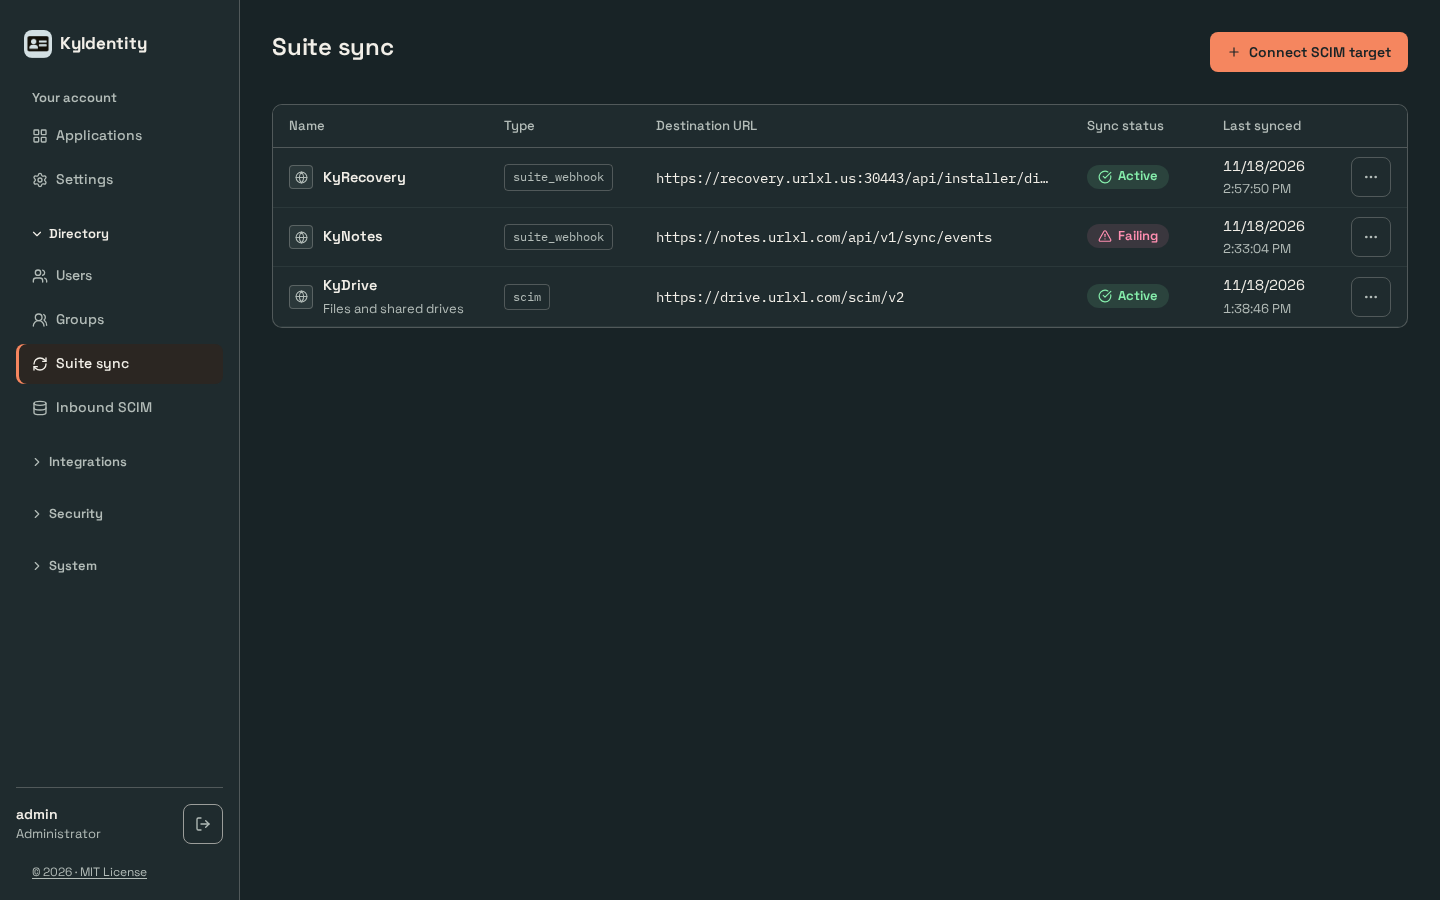 KyIdentity
Your account
Applications
Settings
Directory
Users
Groups
Suite sync
Inbound SCIM
Integrations
Security
System
admin
Administrator
© 2026 · MIT License
Suite sync
Connect SCIM target
Name Type Destination URL Sync status Last synced
KyRecovery suite_webhook https://recovery.urlxl.us:30443/api/installer/di… Active 11/18/2026
2:57:50 PM
KyNotes suite_webhook https://notes.urlxl.com/api/v1/sync/events Failing 11/18/2026
2:33:04 PM
KyDrive scim https://drive.urlxl.com/scim/v2 Active 11/18/2026
Files and shared drives 1:38:46 PM